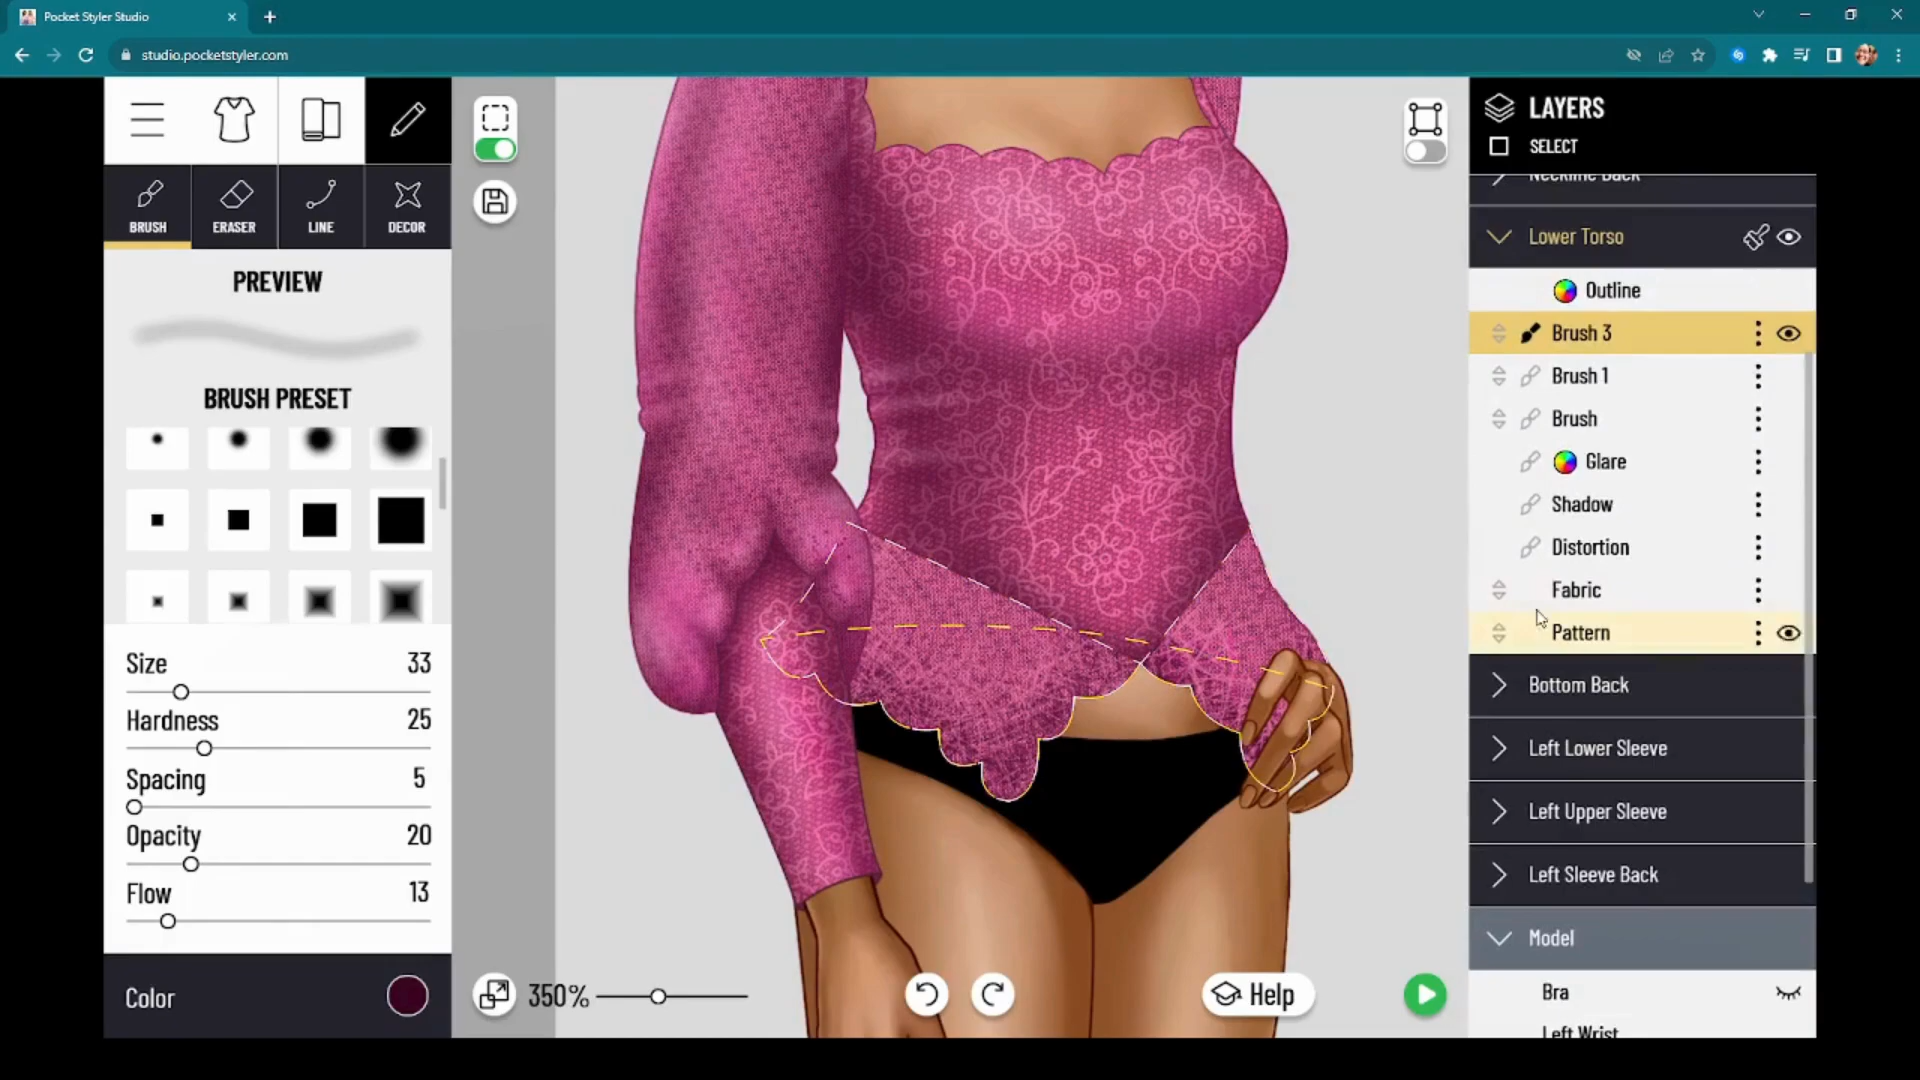 Pocket Styler Studio
studio.pocketstyler.com
BRUSH
ERASER
LINE
DECOR
PREVIEW
BRUSH PRESET
Size 33
Hardness 25
Spacing 5
Opacity 20
Flow 13
Color
350%
Help
LAYERS
SELECT
Neckline Back
Lower Torso
Outline
Brush 3
Brush 1
Brush
Glare
Shadow
Distortion
Fabric
Pattern
Bottom Back
Left Lower Sleeve
Left Upper Sleeve
Left Sleeve Back
Model
Bra
Left Wrist